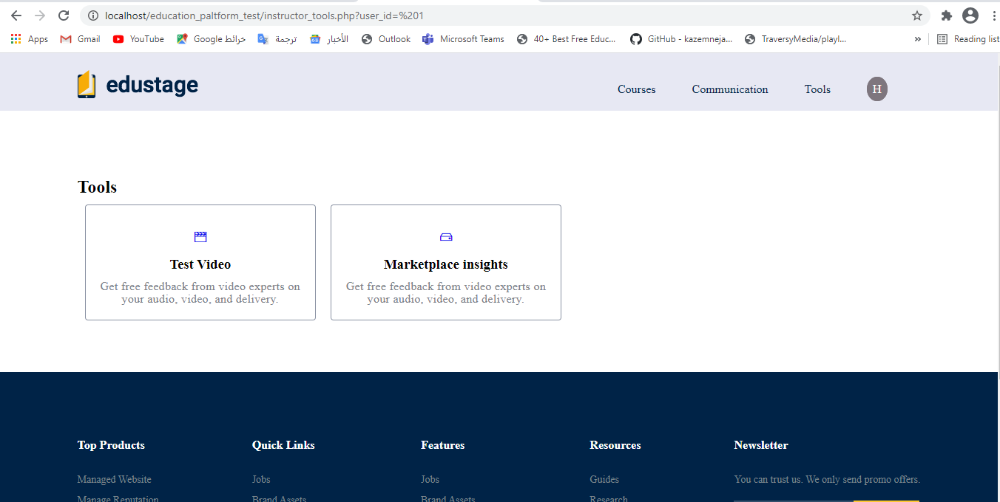 localhost/education_paltform_test/instructor_tools.php?user_id=%201
Apps Gmail YouTube Google خرائط ترجمة الأخبار Outlook Microsoft Teams 40+ Best Free Educ... GitHub - kazemneja... TraversyMedia/playl... » Reading list
edustage
Courses Communication Tools H
Tools
Test Video
Get free feedback from video experts on
your audio, video, and delivery.
Marketplace insights
Get free feedback from video experts on
your audio, video, and delivery.
Top Products Quick Links Features Resources Newsletter
Managed Website Jobs Jobs Guides You can trust us. We only send promo offers.
Manage Reputation Brand Assets Brand Assets Research